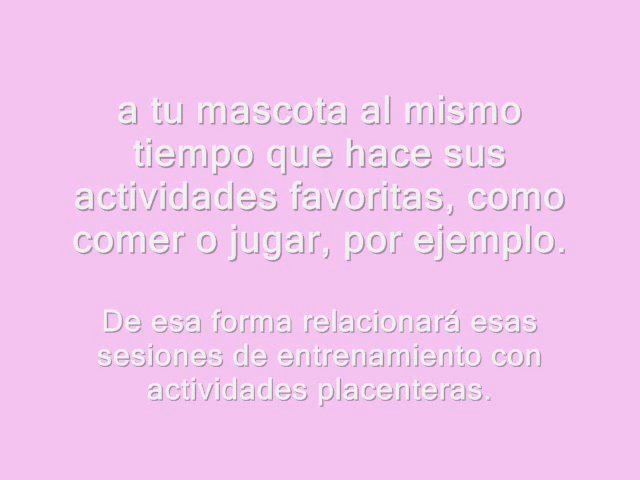 a tu mascota al mismo
tiempo que hace sus
actividades favoritas, como
comer o jugar, por ejemplo.
De esa forma relacionará esas
sesiones de entrenamiento con
actividades placenteras.